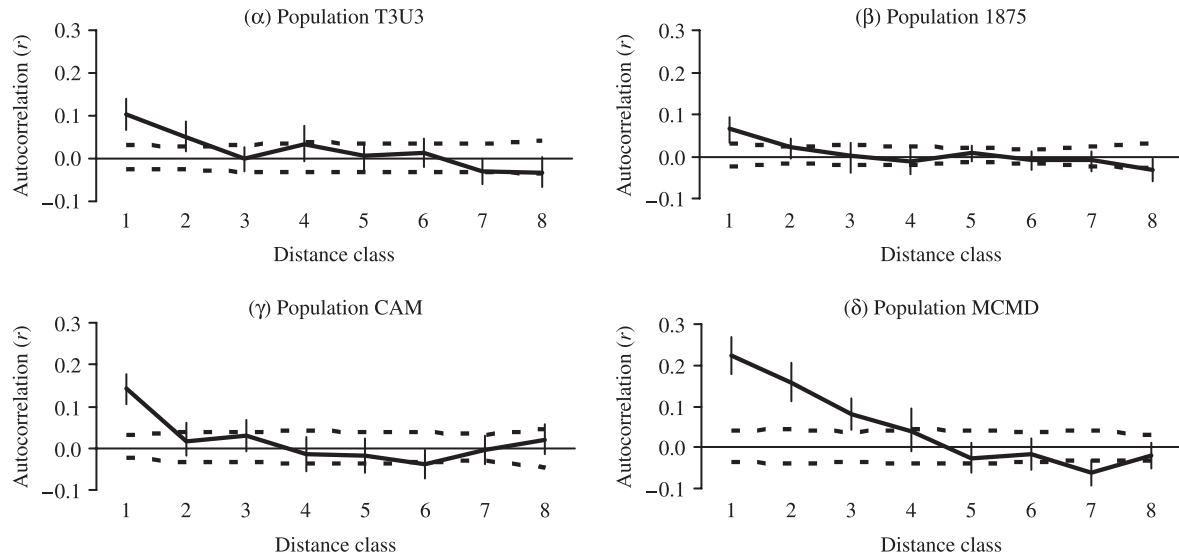 (α) Population T3U3
Autocorrelation (r)
0.3
0.2
0.1
0.0
−0.1
1 2 3 4 5 6 7 8
Distance class
(β) Population 1875
Autocorrelation (r)
0.3
0.2
0.1
0.0
−0.1
1 2 3 4 5 6 7 8
Distance class
(γ) Population CAM
Autocorrelation (r)
0.3
0.2
0.1
0.0
−0.1
1 2 3 4 5 6 7 8
Distance class
(δ) Population MCMD
Autocorrelation (r)
0.3
0.2
0.1
0.0
−0.1
1 2 3 4 5 6 7 8
Distance class